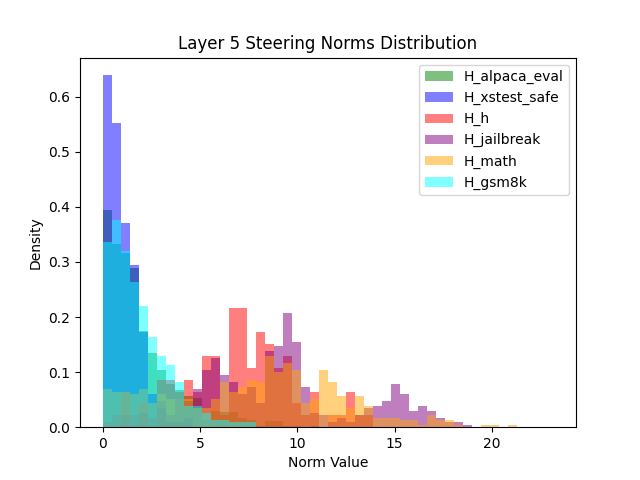 Layer 5 Steering Norms Distribution
H_alpaca_eval
H_xstest_safe
H_h
H_jailbreak
H_math
H_gsm8k
0.6
0.5
0.4
0.3
0.2
0.1
0.0
Density
0
5
10
15
20
Norm Value